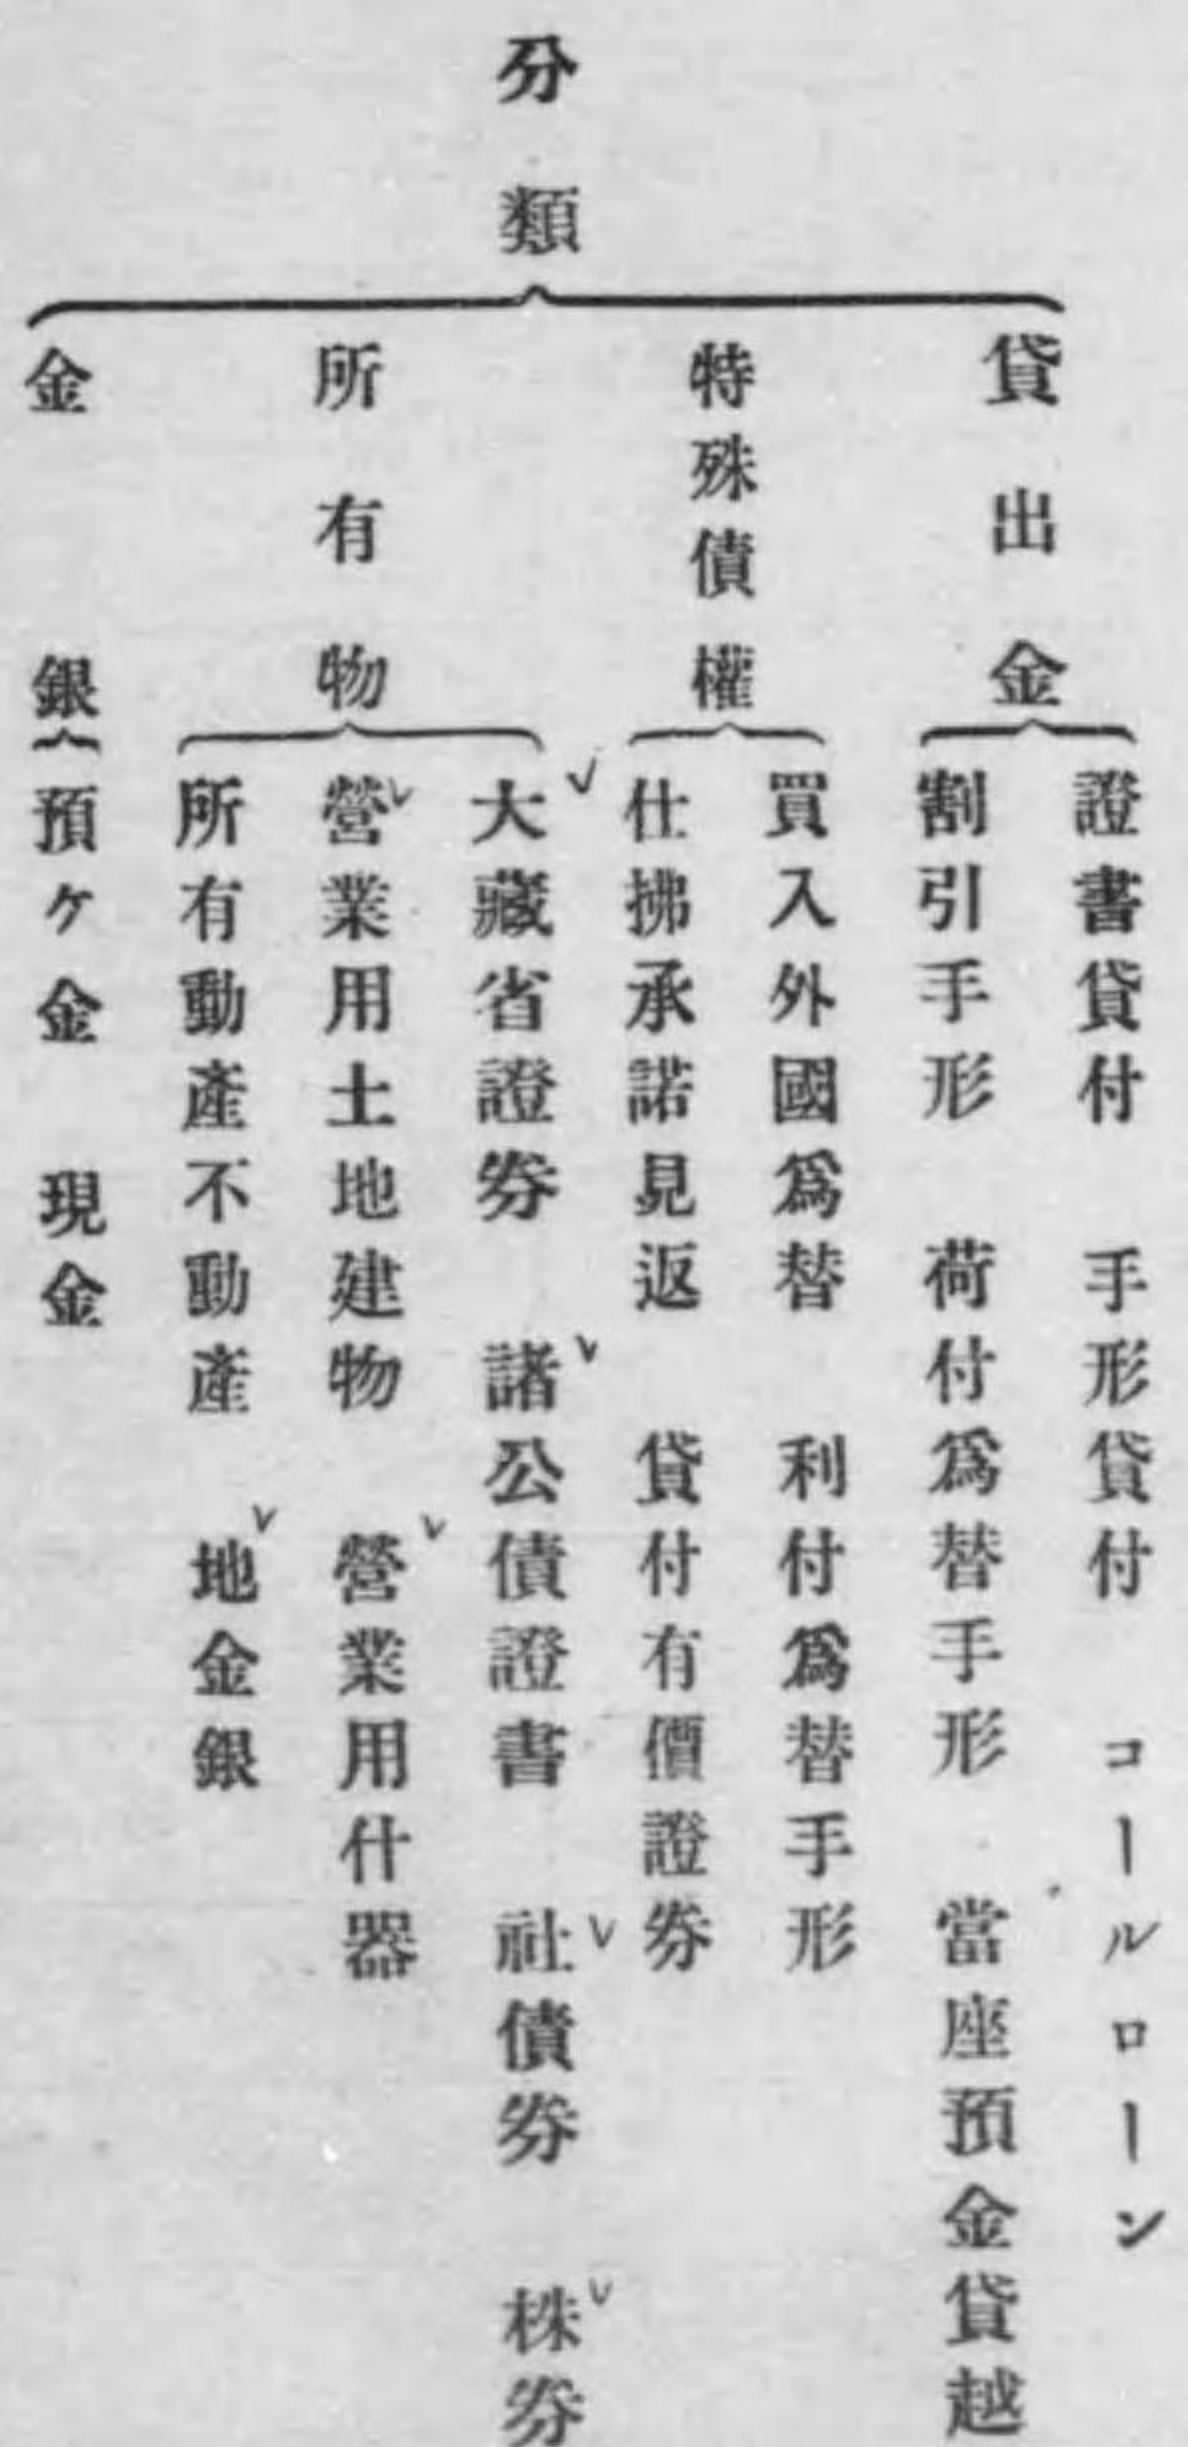 分類
貸出金
證書貸付　手形貸付　コールローン
割引手形　荷付爲替手形　當座預金貸越
特殊債權
買入外國爲替　利付爲替手形
仕拂承諾見返　貸付有價證券
所有物
大藏省證券　諸公債證書　社債券　株券
營業用土地建物　營業用什器
所有動產不動產　地金銀
金銀
預ケ金　現金